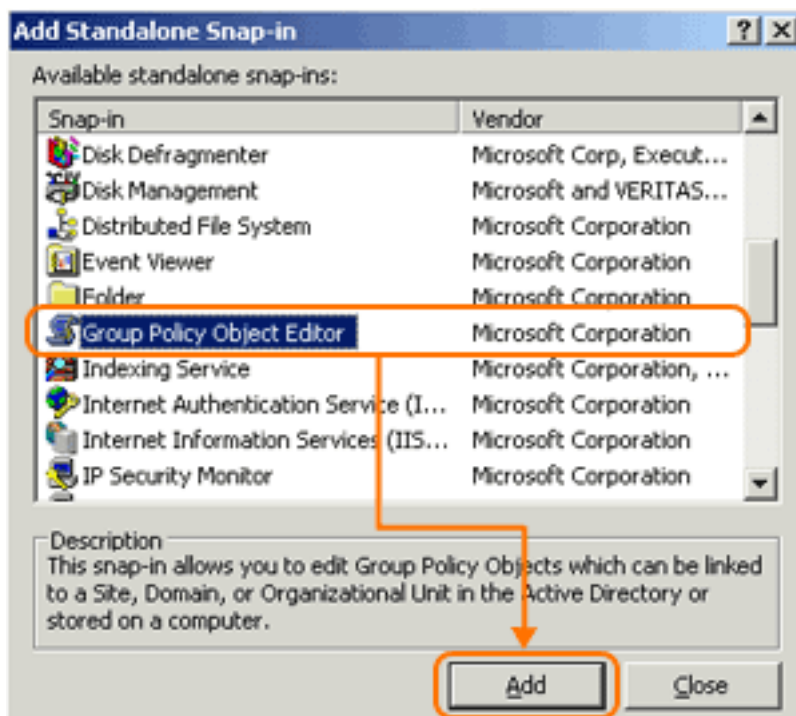 Add Standalone Snap-in
Available standalone snap-ins:
Snap-in Vendor
Disk Defragmenter Microsoft Corp, Execut...
Disk Management Microsoft and VERITAS...
Distributed File System Microsoft Corporation
Event Viewer Microsoft Corporation
Folder Microsoft Corporation
Group Policy Object Editor Microsoft Corporation
Indexing Service Microsoft Corporation, ...
Internet Authentication Service (I... Microsoft Corporation
Internet Information Services (IIS... Microsoft Corporation
IP Security Monitor Microsoft Corporation
Description
This snap-in allows you to edit Group Policy Objects which can be linked
to a Site, Domain, or Organizational Unit in the Active Directory or
stored on a computer.
Add Close